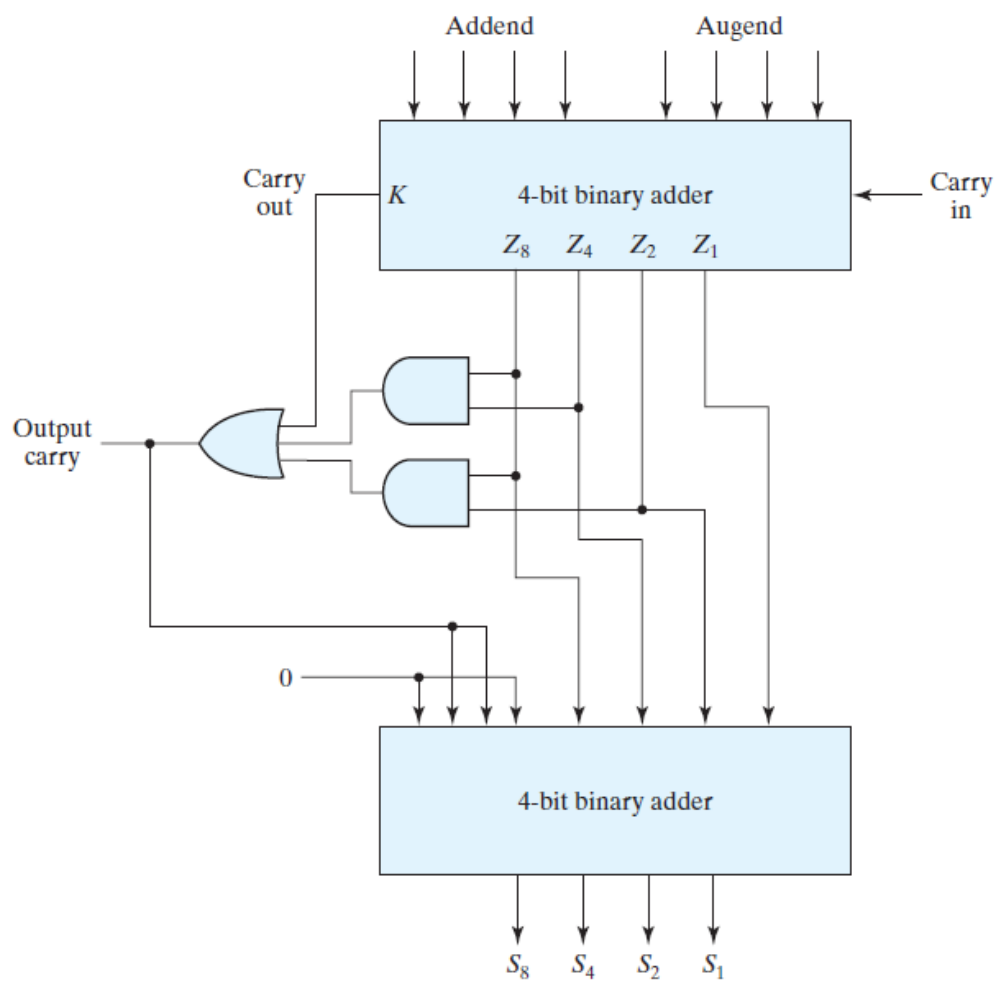 Addend
Augend
Carry
out
K
4-bit binary adder
Carry
in
Z8 Z4 Z2 Z1
Output
carry
0
4-bit binary adder
S8 S4 S2 S1